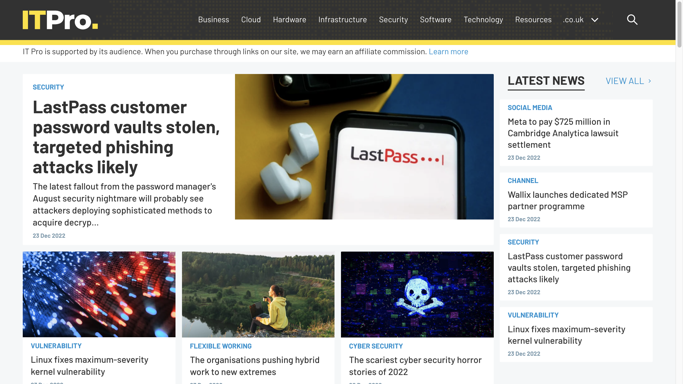 ITPro.
Business Cloud Hardware Infrastructure Security Software Technology Resources .co.uk
IT Pro is supported by its audience. When you purchase through links on our site, we may earn an affiliate commission. Learn more
SECURITY
LastPass customer
password vaults stolen,
targeted phishing
attacks likely
The latest fallout from the password manager's
August security nightmare will probably see
attackers deploying sophisticated methods to
acquire decryp...
23 Dec 2022
LastPass
VULNERABILITY
Linux fixes maximum-severity
kernel vulnerability
FLEXIBLE WORKING
The organisations pushing hybrid
work to new extremes
CYBER SECURITY
The scariest cyber security horror
stories of 2022
LATEST NEWS
VIEW ALL
SOCIAL MEDIA
Meta to pay $725 million in
Cambridge Analytica lawsuit
settlement
23 Dec 2022
CHANNEL
Wallix launches dedicated MSP
partner programme
23 Dec 2022
SECURITY
LastPass customer password
vaults stolen, targeted phishing
attacks likely
23 Dec 2022
VULNERABILITY
Linux fixes maximum-severity
kernel vulnerability
23 Dec 2022